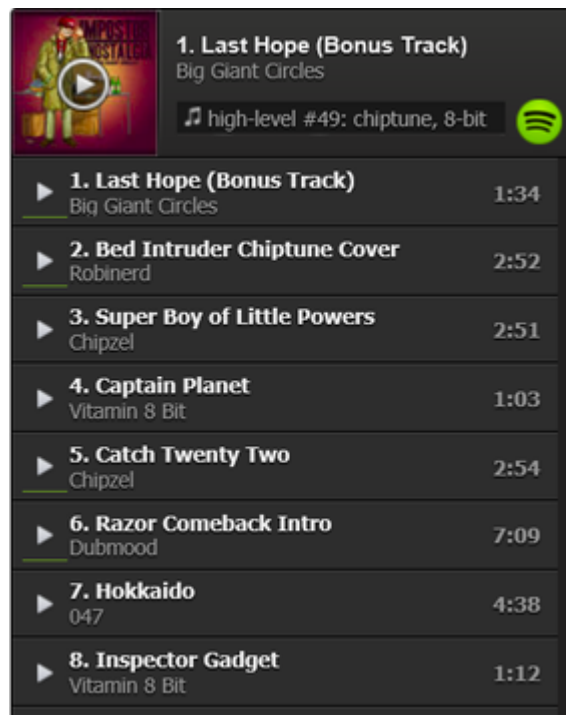 IMPOSTOR
NOSTALGIA
1. Last Hope (Bonus Track)
Big Giant Circles
high-level #49: chiptune, 8-bit
1. Last Hope (Bonus Track)
Big Giant Circles
1:34
2. Bed Intruder Chiptune Cover
Robinerd
2:52
3. Super Boy of Little Powers
Chipzel
2:51
4. Captain Planet
Vitamin 8 Bit
1:03
5. Catch Twenty Two
Chipzel
2:54
6. Razor Comeback Intro
Dubmood
7:09
7. Hokkaido
047
4:38
8. Inspector Gadget
Vitamin 8 Bit
1:12